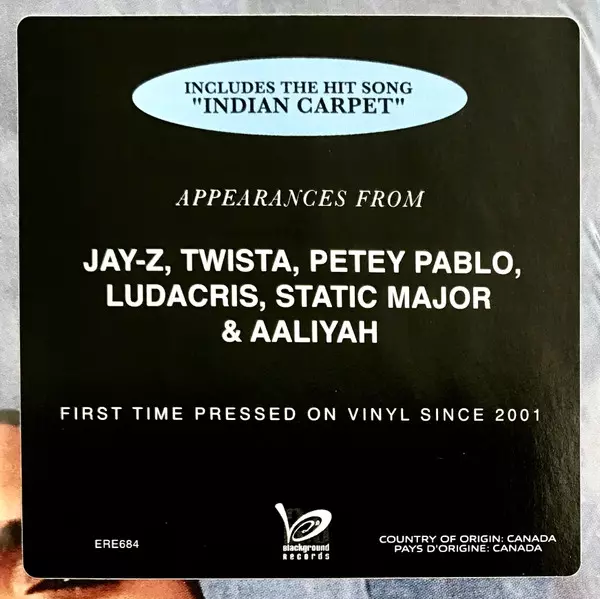 INCLUDES THE HIT SONG
"INDIAN CARPET"
APPEARANCES FROM
JAY-Z, TWISTA, PETEY PABLO,
LUDACRIS, STATIC MAJOR
& AALIYAH
FIRST TIME PRESSED ON VINYL SINCE 2001
ERE684
Blackground
RECORDS
COUNTRY OF ORIGIN: CANADA
PAYS D'ORIGINE: CANADA